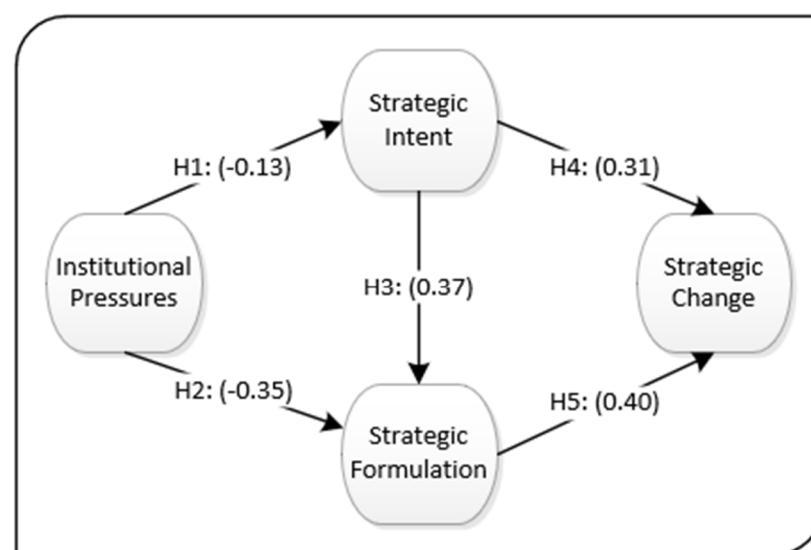 Strategic
Intent
H1: (-0.13)
H4: (0.31)
Institutional
Pressures
H3: (0.37)
Strategic
Change
H2: (-0.35)
H5: (0.40)
Strategic
Formulation